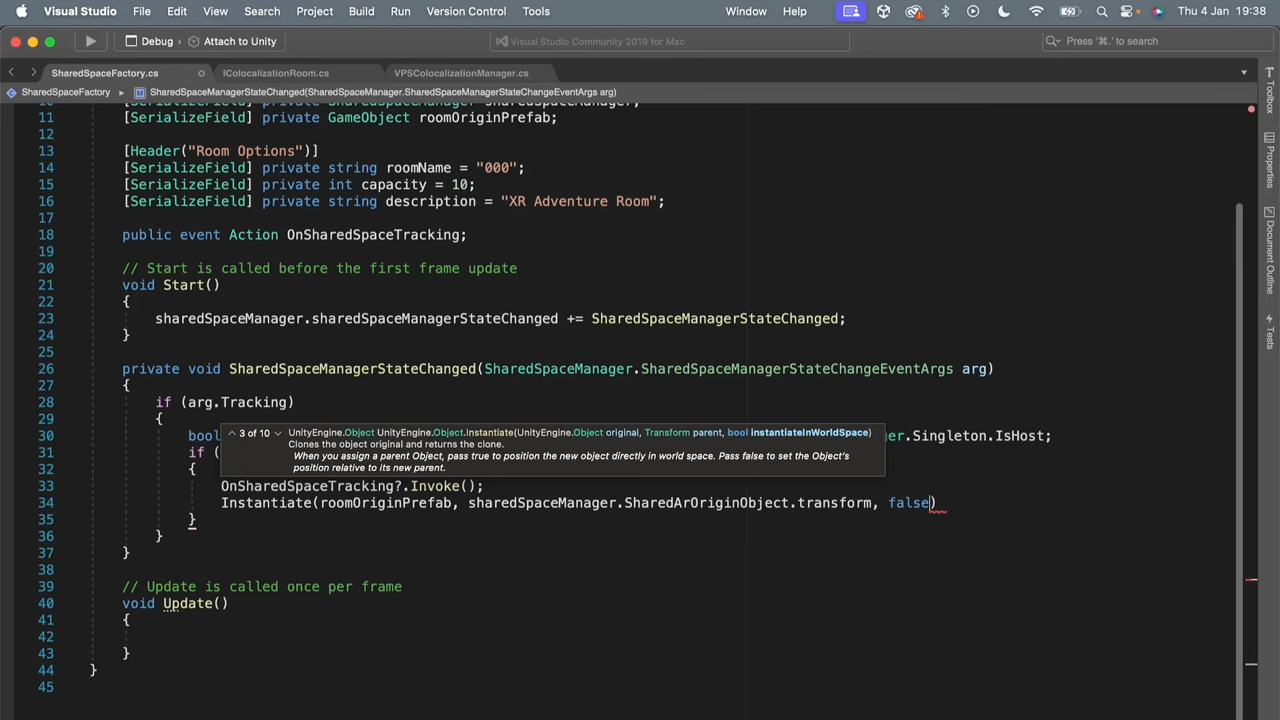 Visual Studio File Edit View Search Project Build Run Version Control Tools Window Help Thu 4 Jan 19:38
Debug > Attach to Unity Visual Studio Community 2019 for Mac Press '⌘.' to search
SharedSpaceFactory.cs IColocalizationRoom.cs VPSColocalizationManager.cs
SharedSpaceFactory SharedSpaceManagerStateChanged(SharedSpaceManager.SharedSpaceManagerStateChangeEventArgs arg)
11 [SerializeField] private GameObject roomOriginPrefab;
12
13 [Header("Room Options")]
14 [SerializeField] private string roomName = "000";
15 [SerializeField] private int capacity = 10;
16 [SerializeField] private string description = "XR Adventure Room";
17
18 public event Action OnSharedSpaceTracking;
19
20 // Start is called before the first frame update
21 void Start()
22 {
23 sharedSpaceManager.sharedSpaceManagerStateChanged += SharedSpaceManagerStateChanged;
24 }
25
26 private void SharedSpaceManagerStateChanged(SharedSpaceManager.SharedSpaceManagerStateChangeEventArgs arg)
27 {
28 if (arg.Tracking)
29 {
3 of 10 UnityEngine.Object UnityEngine.Object.Instantiate(UnityEngine.Object original, Transform parent, bool instantiateInWorldSpace)
30 bool ger.Singleton.IsHost;
Clones the object original and returns the clone.
31 if (
When you assign a parent Object, pass true to position the new object directly in world space. Pass false to set the Object's
32 {
position relative to its new parent.
33 OnSharedSpaceTracking?.Invoke();
34 Instantiate(roomOriginPrefab, sharedSpaceManager.SharedArOriginObject.transform, false)
35 }
36 }
37 }
38
39 // Update is called once per frame
40 void Update()
41 {
42
43 }
44 }
45
Toolbox
Properties
Document Outline
Tests